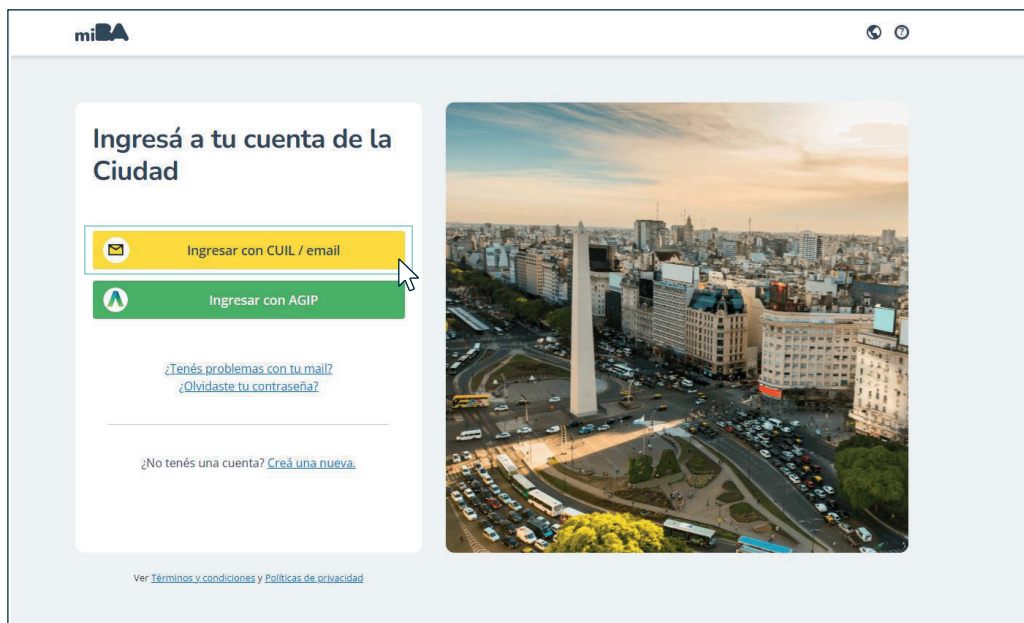 miBA
Ingresá a tu cuenta de la
Ciudad
Ingresar con CUIL / email
Ingresar con AGIP
¿Tenés problemas con tu mail?
¿Olvidaste tu contraseña?
¿No tenés una cuenta? Creá una nueva.
Ver Términos y condiciones y Políticas de privacidad